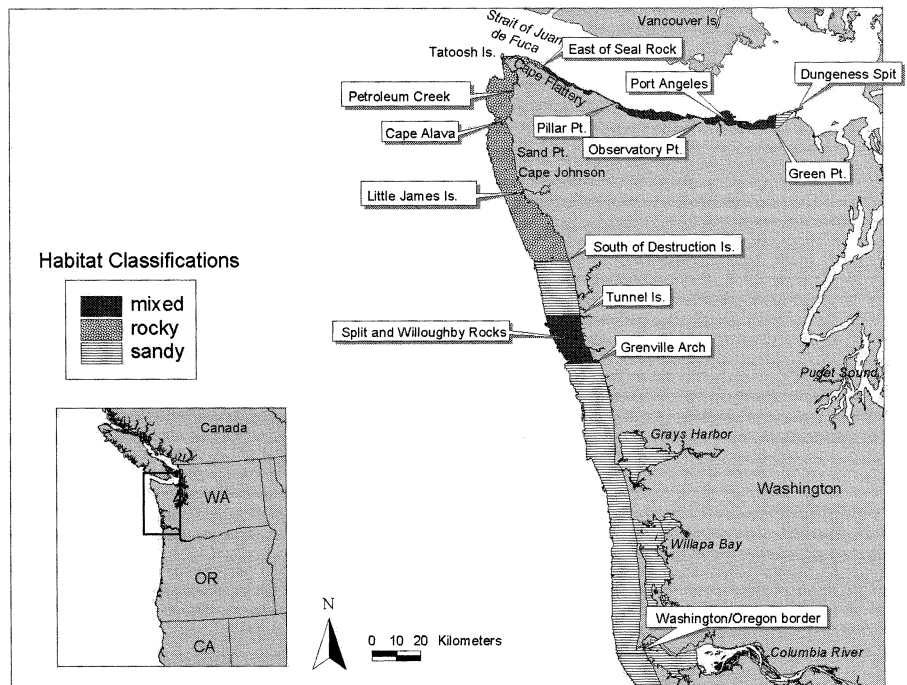 Strait of Juan
de Fuca
Vancouver Is.
Tatoosh Is.
East of Seal Rock
Cape Flattery
Port Angeles
Dungeness Spit
Petroleum Creek
Pillar Pt.
Cape Alava
Observatory Pt.
Sand Pt.
Green Pt.
Cape Johnson
Little James Is.
South of Destruction Is.
Habitat Classifications
mixed
rocky
sandy
Tunnel Is.
Split and Willoughby Rocks
Grenville Arch
Puget Sound
Grays Harbor
Washington
Willapa Bay
Washington/Oregon border
Columbia River
Canada
WA
OR
CA
N
0 10 20 Kilometers